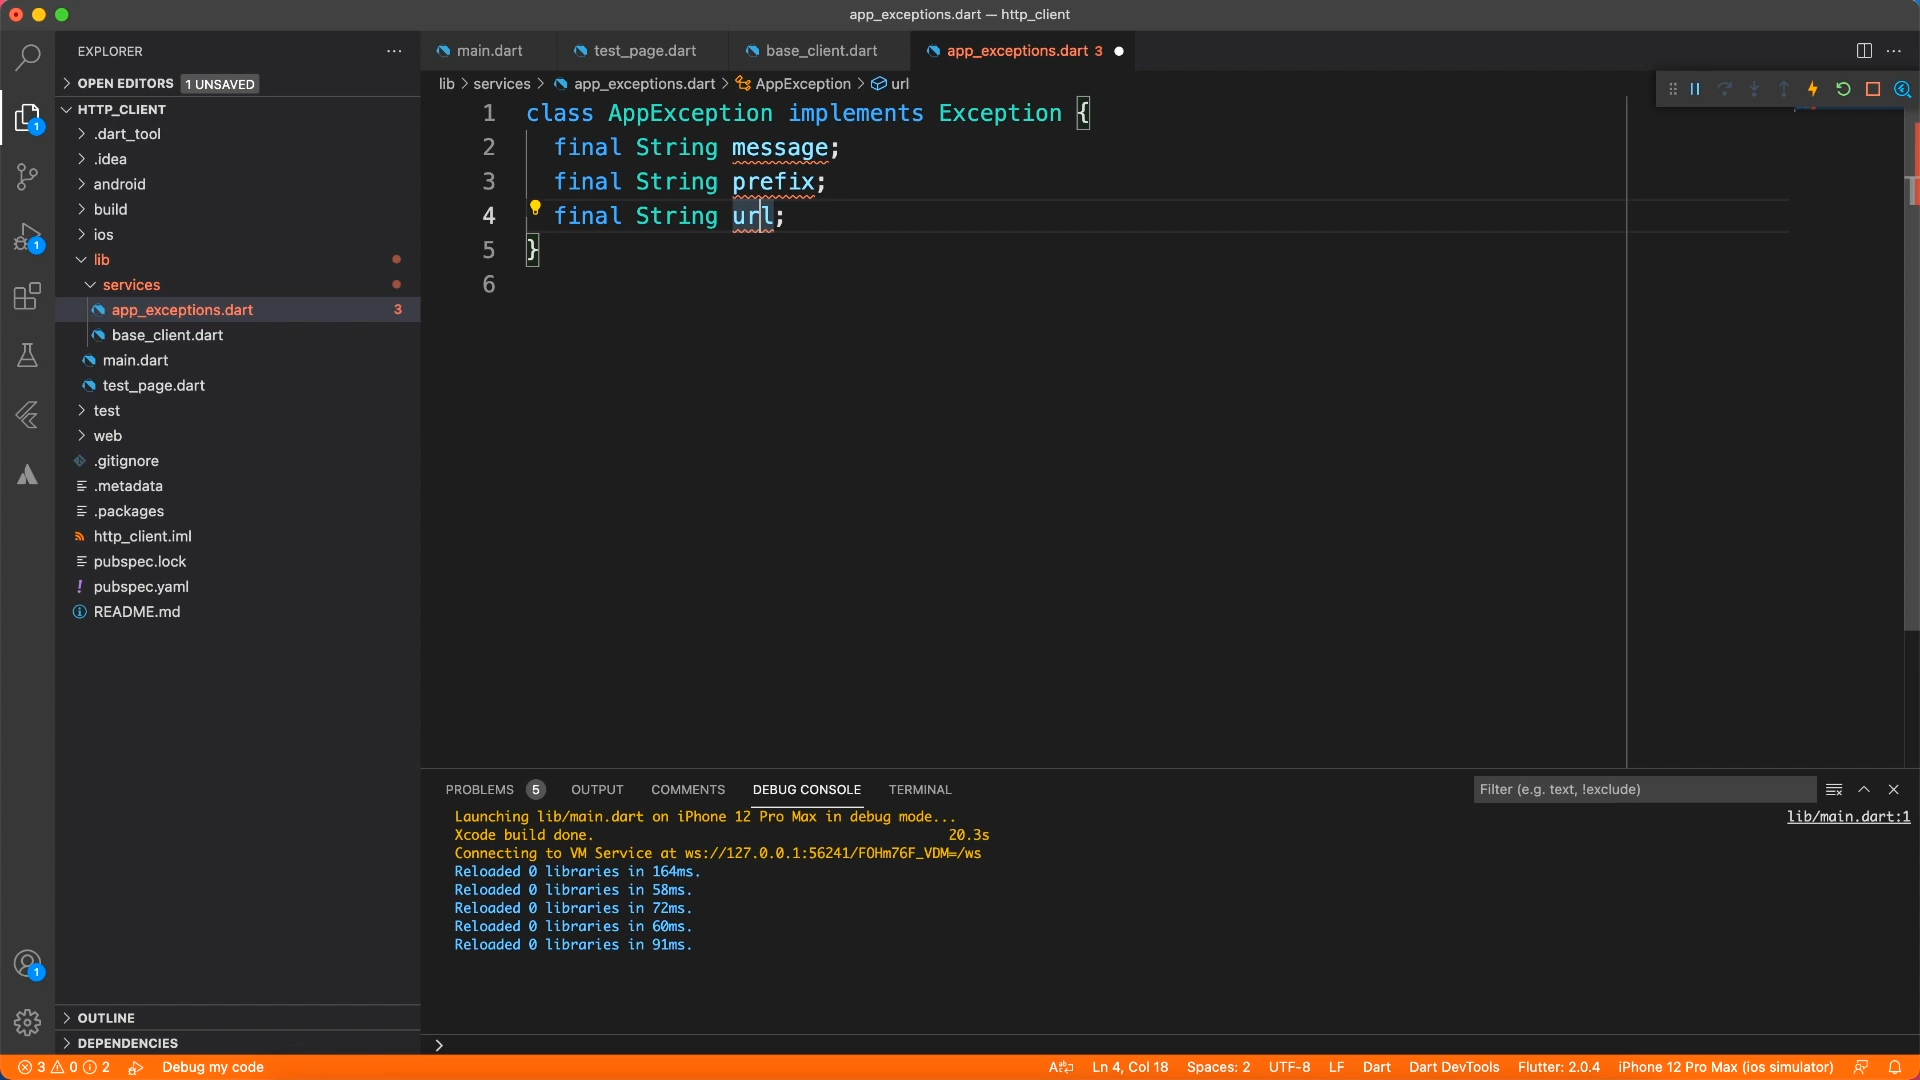 app_exceptions.dart — http_client
EXPLORER
OPEN EDITORS 1 UNSAVED
HTTP_CLIENT
.dart_tool
.idea
android
build
ios
lib
services
app_exceptions.dart 3
base_client.dart
main.dart
test_page.dart
test
web
.gitignore
.metadata
.packages
http_client.iml
pubspec.lock
pubspec.yaml
README.md
OUTLINE
DEPENDENCIES
1
1
1
main.dart test_page.dart base_client.dart app_exceptions.dart 3
lib > services > app_exceptions.dart > AppException > url
1 class AppException implements Exception {
2 final String message;
3 final String prefix;
4 final String url;
5 }
6
PROBLEMS 5 OUTPUT COMMENTS DEBUG CONSOLE TERMINAL
Filter (e.g. text, !exclude)
Launching lib/main.dart on iPhone 12 Pro Max in debug mode... lib/main.dart:1
Xcode build done. 20.3s
Connecting to VM Service at ws://127.0.0.1:56241/FOHm76F_VDM=/ws
Reloaded 0 libraries in 164ms.
Reloaded 0 libraries in 58ms.
Reloaded 0 libraries in 72ms.
Reloaded 0 libraries in 60ms.
Reloaded 0 libraries in 91ms.
3 0 2 Debug my code Ln 4, Col 18 Spaces: 2 UTF-8 LF Dart Dart DevTools Flutter: 2.0.4 iPhone 12 Pro Max (ios simulator)